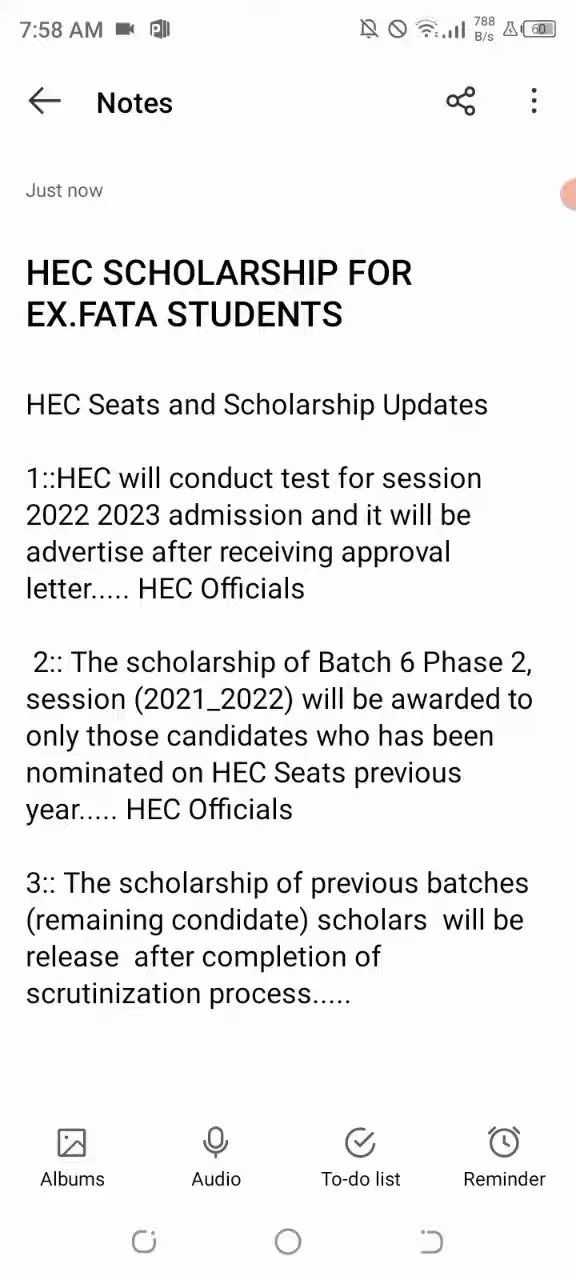 7:58 AM
788
B/s
60
Notes
Just now
HEC SCHOLARSHIP FOR
EX.FATA STUDENTS
HEC Seats and Scholarship Updates
1::HEC will conduct test for session
2022 2023 admission and it will be
advertise after receiving approval
letter..... HEC Officials
2:: The scholarship of Batch 6 Phase 2,
session (2021_2022) will be awarded to
only those candidates who has been
nominated on HEC Seats previous
year..... HEC Officials
3:: The scholarship of previous batches
(remaining condidate) scholars  will be
release  after completion of
scrutinization process.....
Albums
Audio
To-do list
Reminder